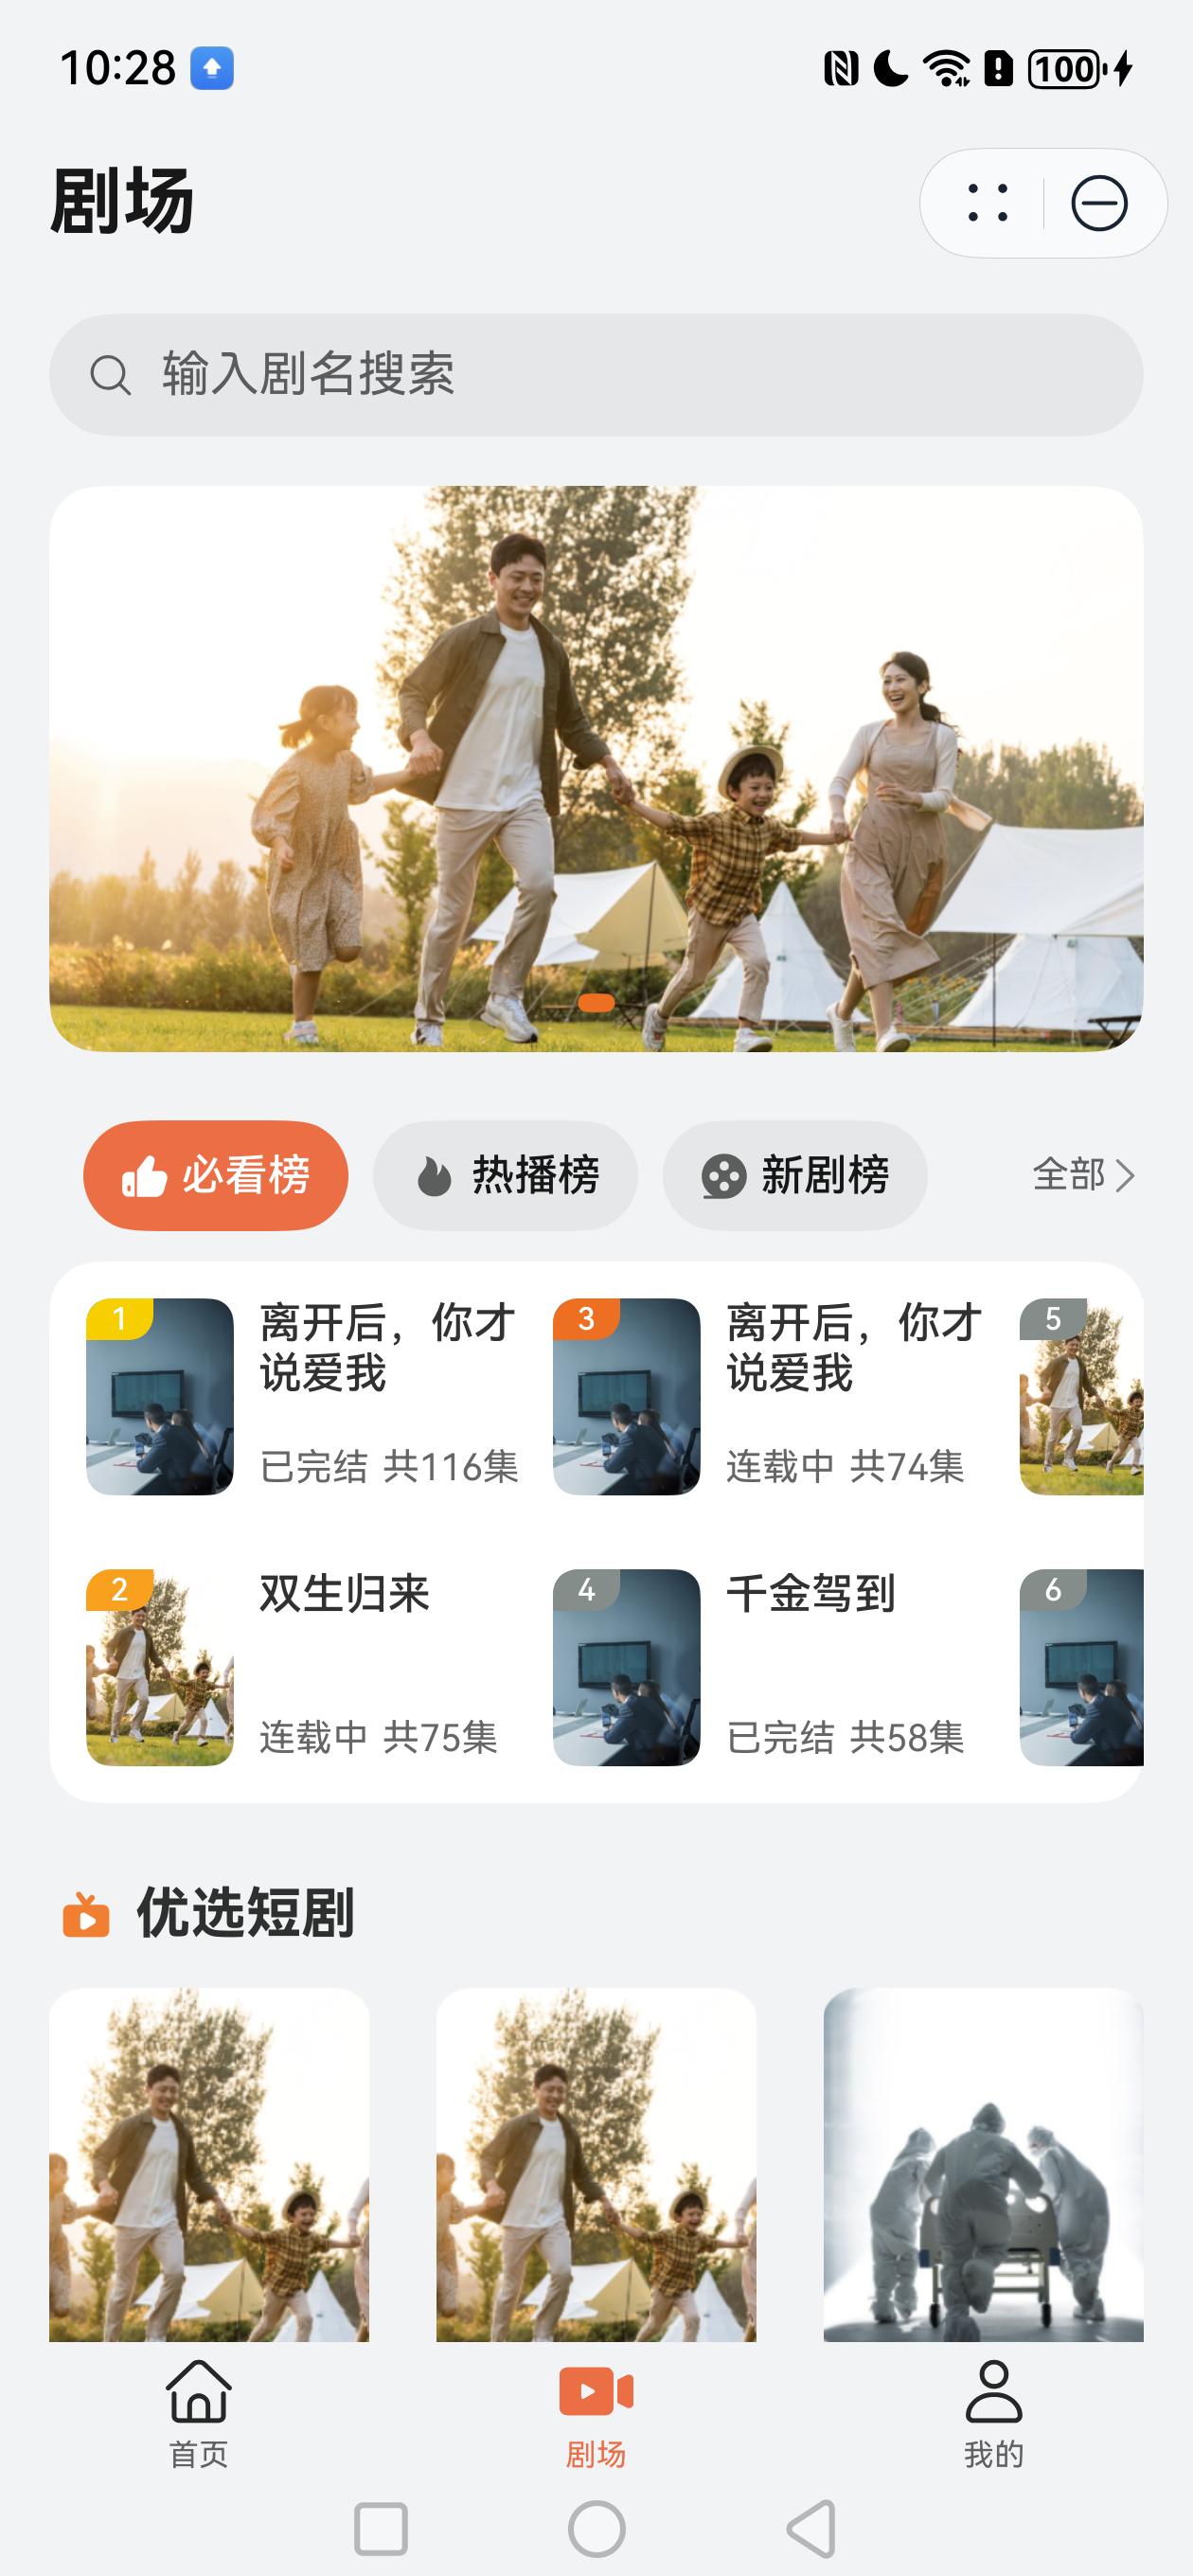 10:28
100
剧场
输入剧名搜索
必看榜
热播榜
新剧榜
全部
1
离开后，你才
说爱我
已完结 共116集
3
离开后，你才
说爱我
连载中 共74集
5
2
双生归来
连载中 共75集
4
千金驾到
已完结 共58集
6
优选短剧
首页
剧场
我的